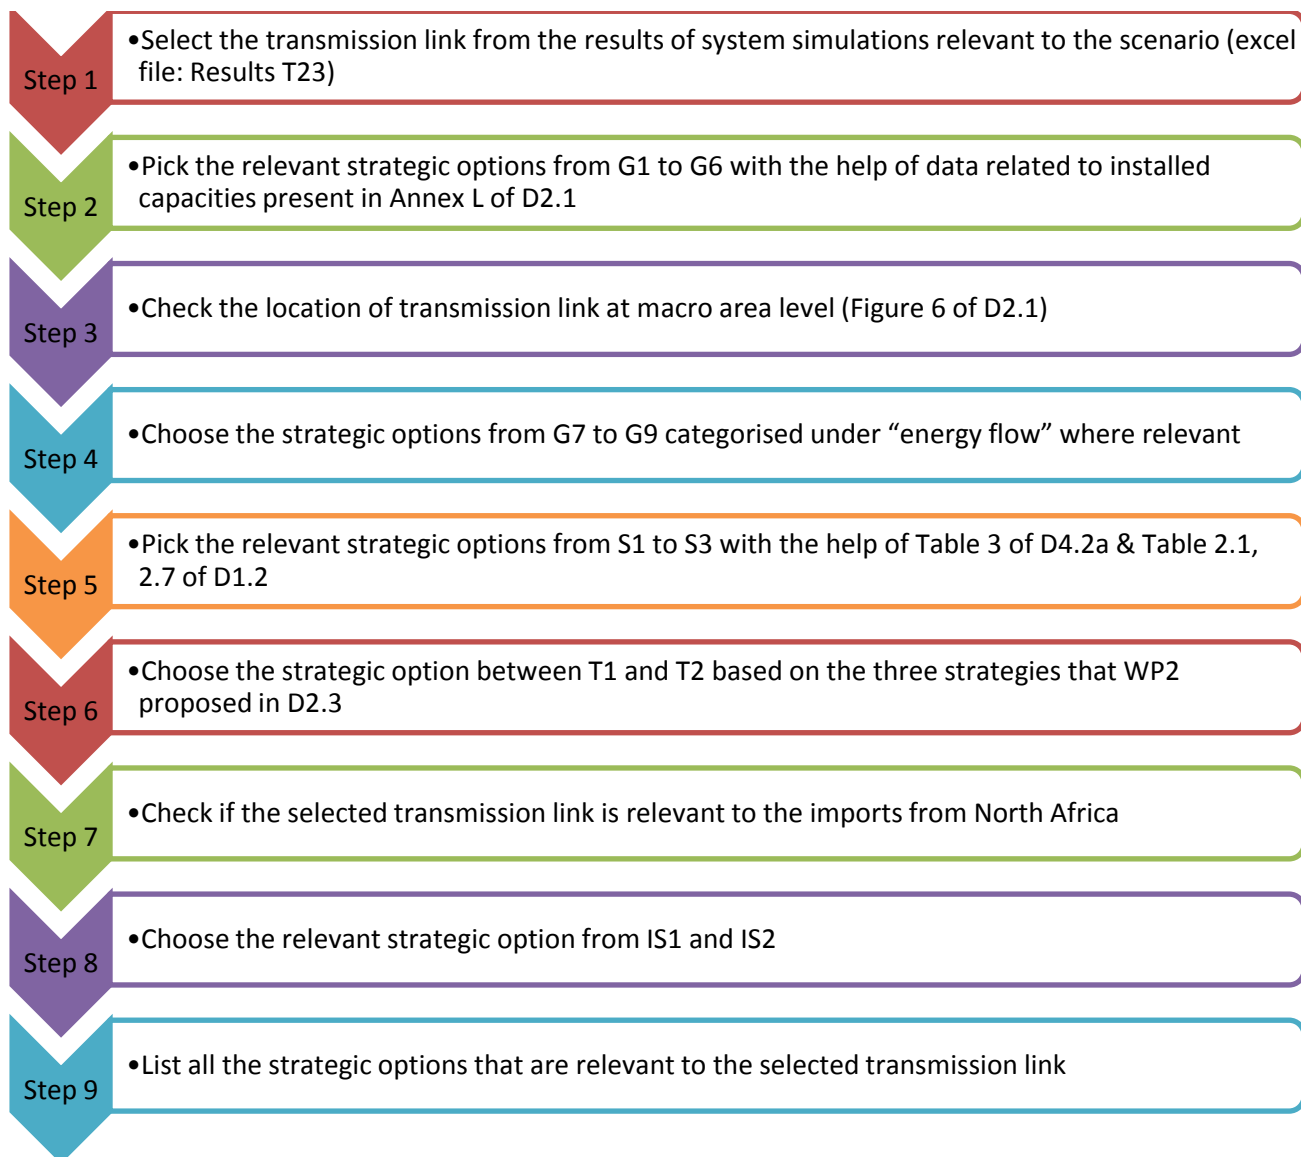 Step 1
•Select the transmission link from the results of system simulations relevant to the scenario (excel
file: Results T23)
Step 2
•Pick the relevant strategic options from G1 to G6 with the help of data related to installed
capacities present in Annex L of D2.1
Step 3
•Check the location of transmission link at macro area level (Figure 6 of D2.1)
Step 4
•Choose the strategic options from G7 to G9 categorised under “energy flow” where relevant
Step 5
•Pick the relevant strategic options from S1 to S3 with the help of Table 3 of D4.2a & Table 2.1,
2.7 of D1.2
Step 6
•Choose the strategic option between T1 and T2 based on the three strategies that WP2
proposed in D2.3
Step 7
•Check if the selected transmission link is relevant to the imports from North Africa
Step 8
•Choose the relevant strategic option from IS1 and IS2
Step 9
•List all the strategic options that are relevant to the selected transmission link